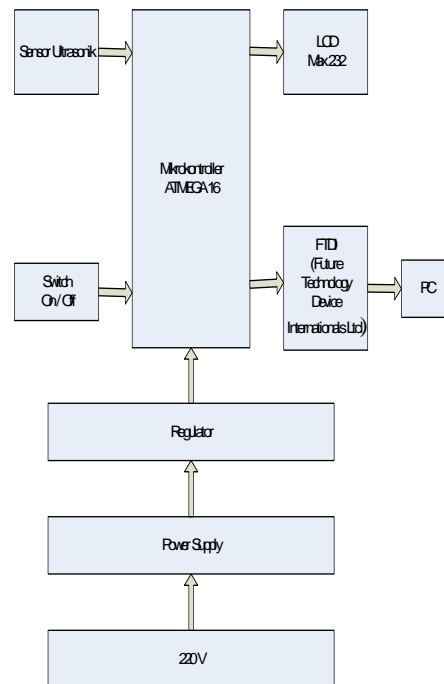 Sensor Ultrasonik
LCD
Max 232
Mikrokontroller
ATMEGA 16
FTDI
(Future
Technology
Device
Internationals Ltd)
PC
Switch
On / Off
Regulator
Power Supply
220 V